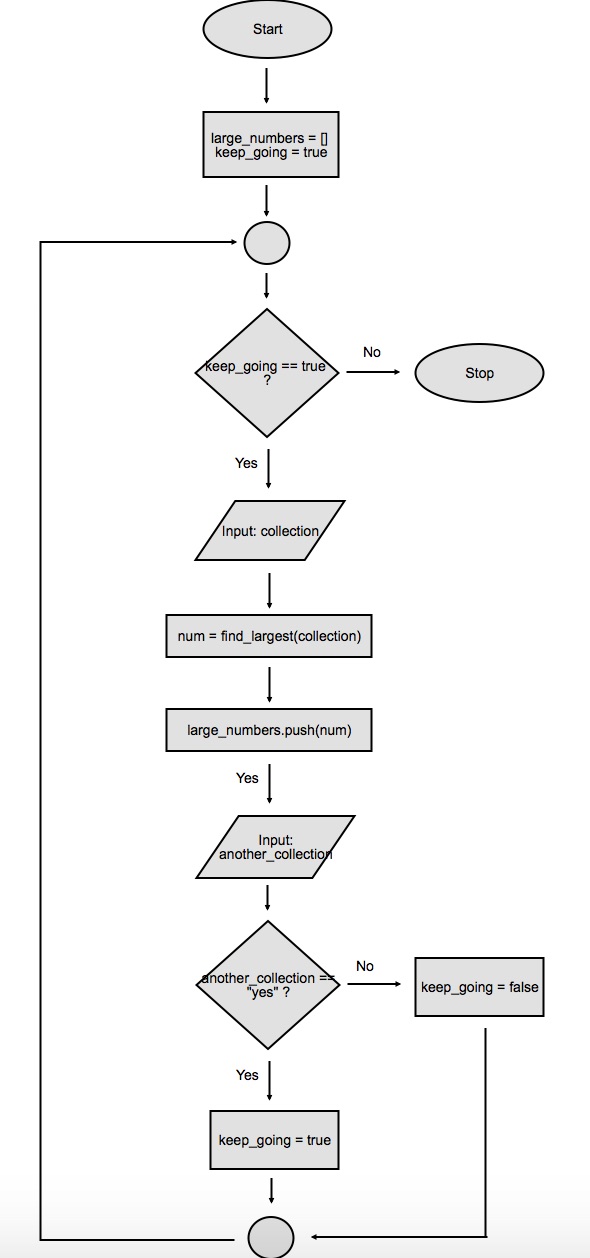 Start
large_numbers = []
keep_going = true
keep_going == true
?
No
Stop
Yes
Input: collection
num = find_largest(collection)
large_numbers.push(num)
Yes
Input:
another_collection
another_collection ==
"yes" ?
No
keep_going = false
Yes
keep_going = true